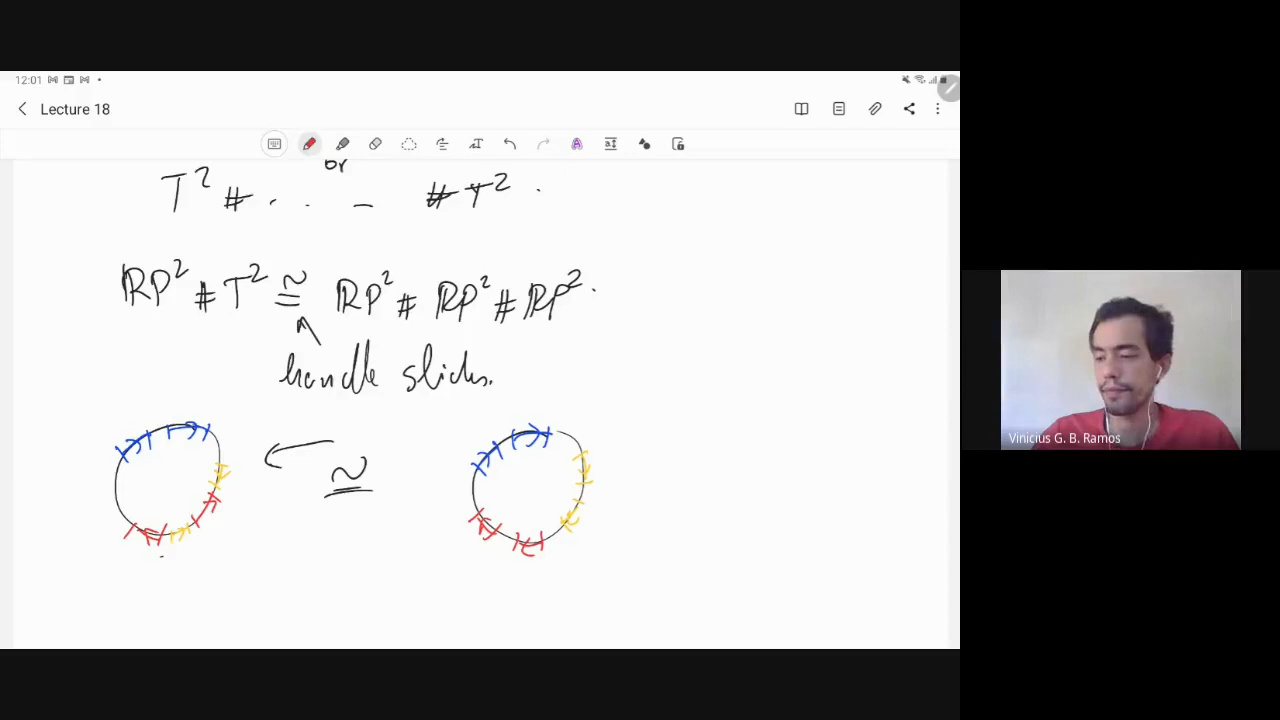 12:01
Lecture 18
or
T² # . . _ # T² .
RP² # T² ≅ RP² # RP² # RP² .
handle slides.
≅
Vinicius G. B. Ramos